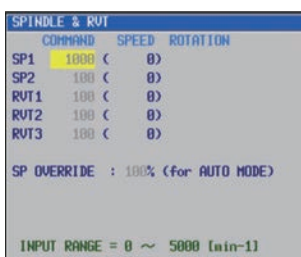 SPINDLE & RVT
COMMAND SPEED ROTATION
SP1 1000 ( 0)
SP2 100 ( 0)
RVT1 100 ( 0)
RVT2 100 ( 0)
RVT3 100 ( 0)
SP OVERRIDE : 100% (for AUTO MODE)
INPUT RANGE = 0 ~ 5000 [min-1]